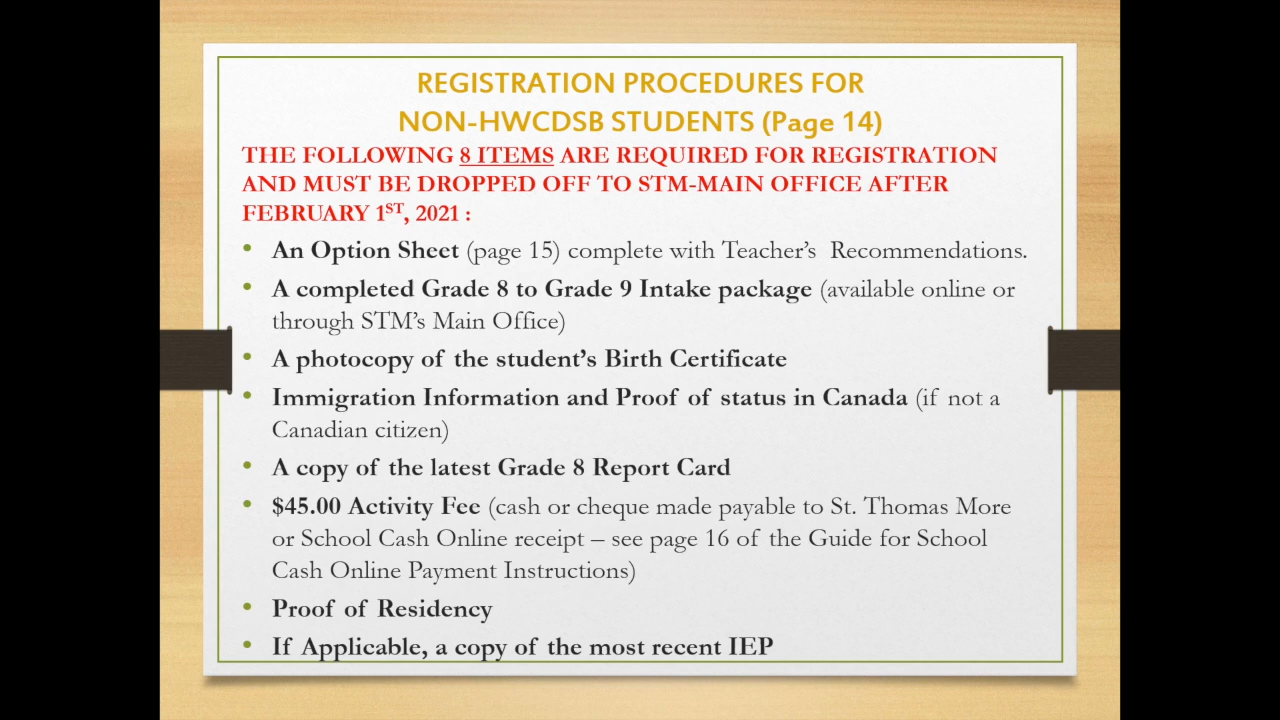 REGISTRATION PROCEDURES FOR
NON-HWCDSB STUDENTS (Page 14)
THE FOLLOWING 8 ITEMS ARE REQUIRED FOR REGISTRATION
AND MUST BE DROPPED OFF TO STM-MAIN OFFICE AFTER
FEBRUARY 1ST, 2021 :
• An Option Sheet (page 15) complete with Teacher's  Recommendations.
• A completed Grade 8 to Grade 9 Intake package (available online or
through STM's Main Office)
• A photocopy of the student's Birth Certificate
• Immigration Information and Proof of status in Canada (if not a
Canadian citizen)
• A copy of the latest Grade 8 Report Card
• $45.00 Activity Fee (cash or cheque made payable to St. Thomas More
or School Cash Online receipt – see page 16 of the Guide for School
Cash Online Payment Instructions)
• Proof of Residency
• If Applicable, a copy of the most recent IEP